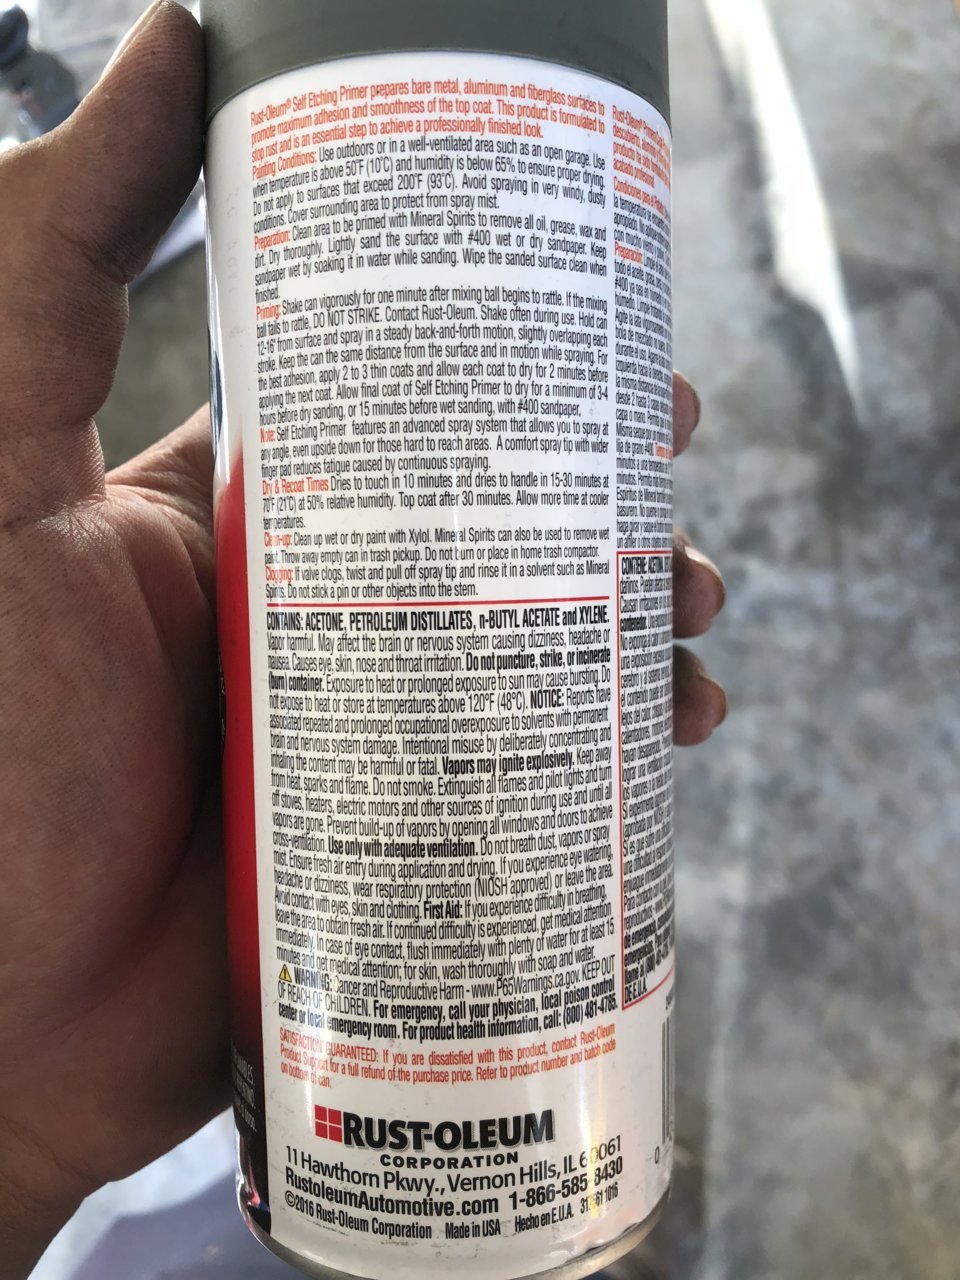 Rust-Oleum® Self Etching Primer prepares bare metal, aluminum and fiberglass surfaces to
promote maximum adhesion and smoothness of the top coat. This product is formulated to
stop rust and is an essential step to achieve a professionally finished look.
Painting Conditions: Use outdoors or in a well-ventilated area such as an open garage. Use
when temperature is above 50°F (10°C) and humidity is below 65% to ensure proper drying.
Do not apply to surfaces that exceed 200°F (93°C). Avoid spraying in very windy, dusty
conditions. Cover surrounding area to protect from spray mist.
Preparation: Clean area to be primed with Mineral Spirits to remove all oil, grease, wax and
dirt. Dry thoroughly. Lightly sand the surface with #400 wet or dry sandpaper. Keep
sandpaper wet by soaking it in water while sanding. Wipe the sanded surface clean when
finished.
Priming: Shake can vigorously for one minute after mixing ball begins to rattle. If the mixing
ball fails to rattle, DO NOT STRIKE. Contact Rust-Oleum. Shake often during use. Hold can
12-16" from surface and spray in a steady back-and-forth motion, slightly overlapping each
stroke. Keep the can the same distance from the surface and in motion while spraying. For
the best adhesion, apply 2 to 3 thin coats and allow each coat to dry for 2 minutes before
applying the next coat. Allow final coat of Self Etching Primer to dry for a minimum of 3-4
hours before dry sanding, or 15 minutes before wet sanding, with #400 sandpaper.
Note: Self Etching Primer features an advanced spray system that allows you to spray at
any angle, even upside down for those hard to reach areas. A comfort spray tip with wider
finger pad reduces fatigue caused by continuous spraying.
Dry & Recoat Times Dries to touch in 10 minutes and dries to handle in 15-30 minutes at
70°F (21°C) at 50% relative humidity. Top coat after 30 minutes. Allow more time at cooler
temperatures.
Clean-up: Clean up wet or dry paint with Xylol. Mineral Spirits can also be used to remove wet
paint. Throw away empty can in trash pickup. Do not burn or place in home trash compactor.
Clogging: If valve clogs, twist and pull off spray tip and rinse it in a solvent such as Mineral
Spirits. Do not stick a pin or other objects into the stem.
CONTAINS: ACETONE, PETROLEUM DISTILLATES, n-BUTYL ACETATE and XYLENE.
Vapor harmful. May affect the brain or nervous system causing dizziness, headache or
nausea. Causes eye, skin, nose and throat irritation. Do not puncture, strike, or incinerate
(burn) container. Exposure to heat or prolonged exposure to sun may cause bursting. Do
not expose to heat or store at temperatures above 120°F (48°C). NOTICE: Reports have
associated repeated and prolonged occupational overexposure to solvents with permanent
brain and nervous system damage. Intentional misuse by deliberately concentrating and
inhaling the content may be harmful or fatal. Vapors may ignite explosively. Keep away
from heat, sparks and flame. Do not smoke. Extinguish all flames and pilot lights and turn
off stoves, heaters, electric motors and other sources of ignition during use and until all
vapors are gone. Prevent build-up of vapors by opening all windows and doors to achieve
cross-ventilation. Use only with adequate ventilation. Do not breathe dust, vapors or spray
mist. Ensure fresh air entry during application and drying. If you experience eye watering,
headache or dizziness, wear respiratory protection (NIOSH approved) or leave the area.
Avoid contact with eyes, skin and clothing. First Aid: If you experience difficulty in breathing,
leave the area to obtain fresh air. If continued difficulty is experienced, get medical attention
immediately. In case of eye contact, flush immediately with plenty of water for at least 15
minutes and get medical attention; for skin, wash thoroughly with soap and water.
WARNING: Cancer and Reproductive Harm - www.P65Warnings.ca.gov. KEEP OUT
OF REACH OF CHILDREN. For emergency, call your physician, local poison control
center or local emergency room. For product health information, call: (800) 481-4785.
SATISFACTION GUARANTEED: If you are dissatisfied with this product, contact Rust-Oleum
Product Support for a full refund of the purchase price. Refer to product number and batch code
on bottom of can.
RUST-OLEUM
CORPORATION
11 Hawthorn Pkwy., Vernon Hills, IL 60061
RustoleumAutomotive.com 1-866-585-8430
©2016 Rust-Oleum Corporation Made in USA Hecho en E.U.A.